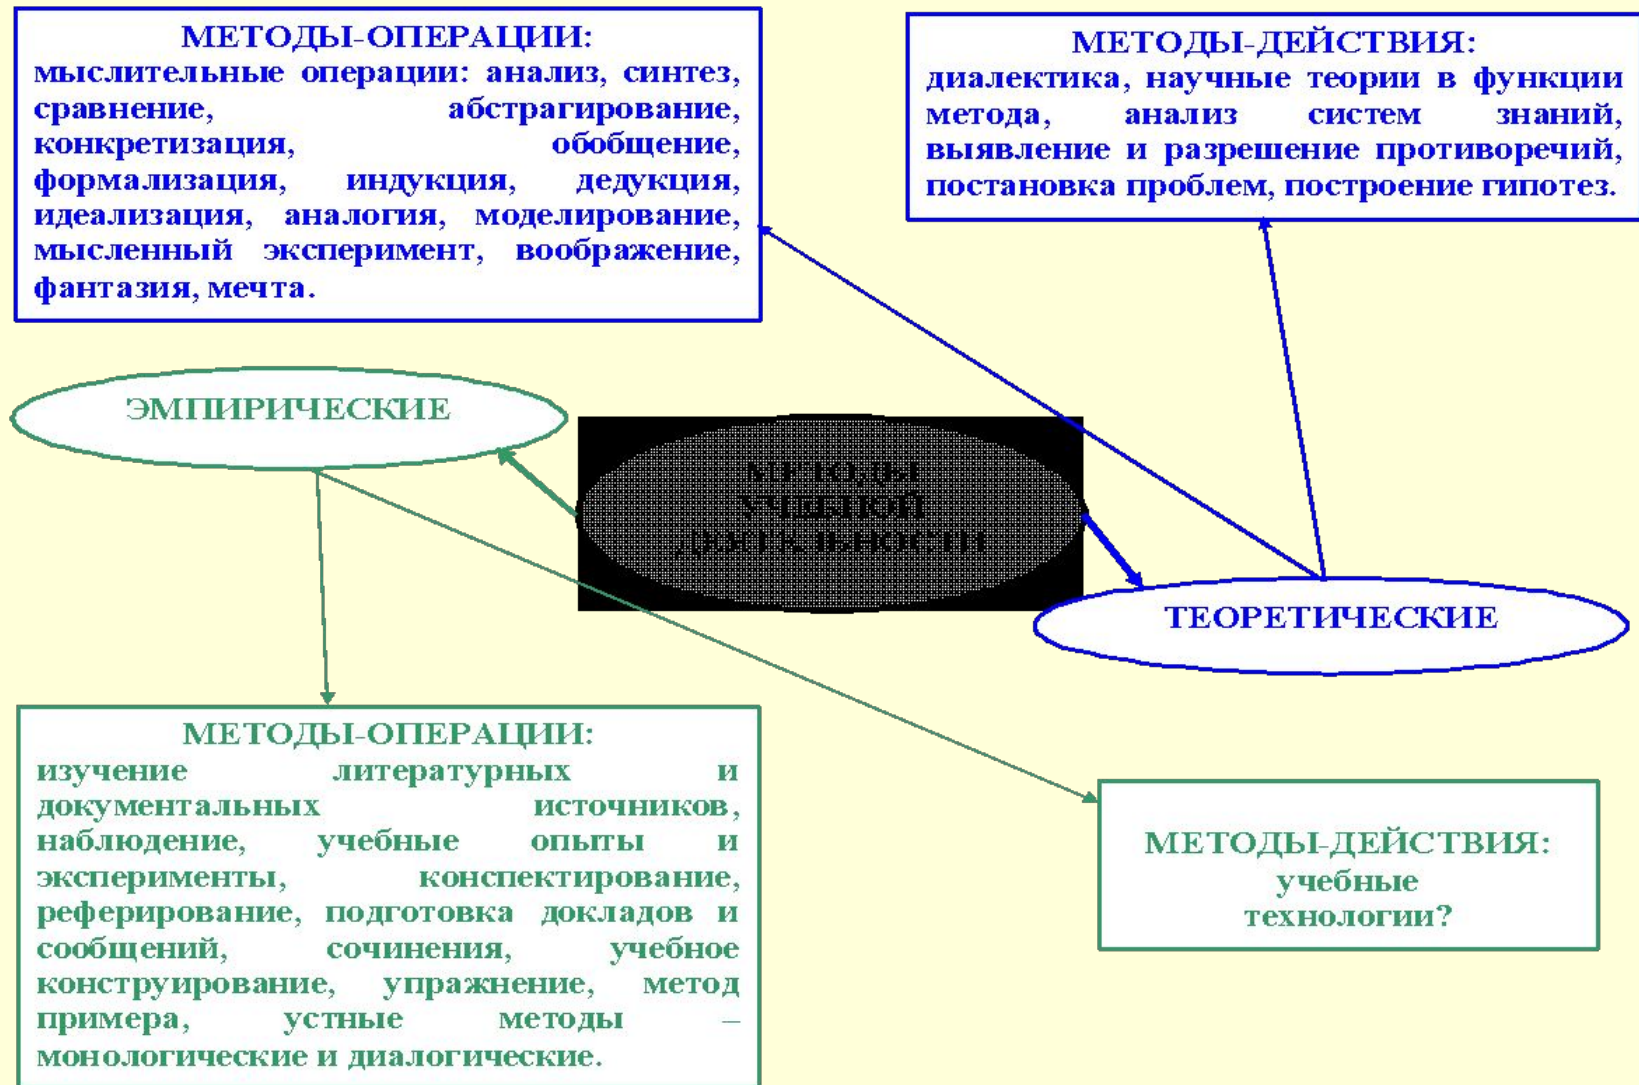 МЕТОДЫ-ОПЕРАЦИИ:
мыслительные операции: анализ, синтез,
сравнение, абстрагирование,
конкретизация, обобщение,
формализация, индукция, дедукция,
идеализация, аналогия, моделирование,
мысленный эксперимент, воображение,
фантазия, мечта.
МЕТОДЫ-ДЕЙСТВИЯ:
диалектика, научные теории в функции
метода, анализ систем знаний,
выявление и разрешение противоречий,
постановка проблем, построение гипотез.
ЭМПИРИЧЕСКИЕ
МЕТОДЫ
УЧЕБНОЙ
ДЕЯТЕЛЬНОСТИ
ТЕОРЕТИЧЕСКИЕ
МЕТОДЫ-ОПЕРАЦИИ:
изучение литературных и
документальных источников,
наблюдение, учебные опыты и
эксперименты, конспектирование,
реферирование, подготовка докладов и
сообщений, сочинения, учебное
конструирование, упражнение, метод
примера, устные методы –
монологические и диалогические.
МЕТОДЫ-ДЕЙСТВИЯ:
учебные
технологии?